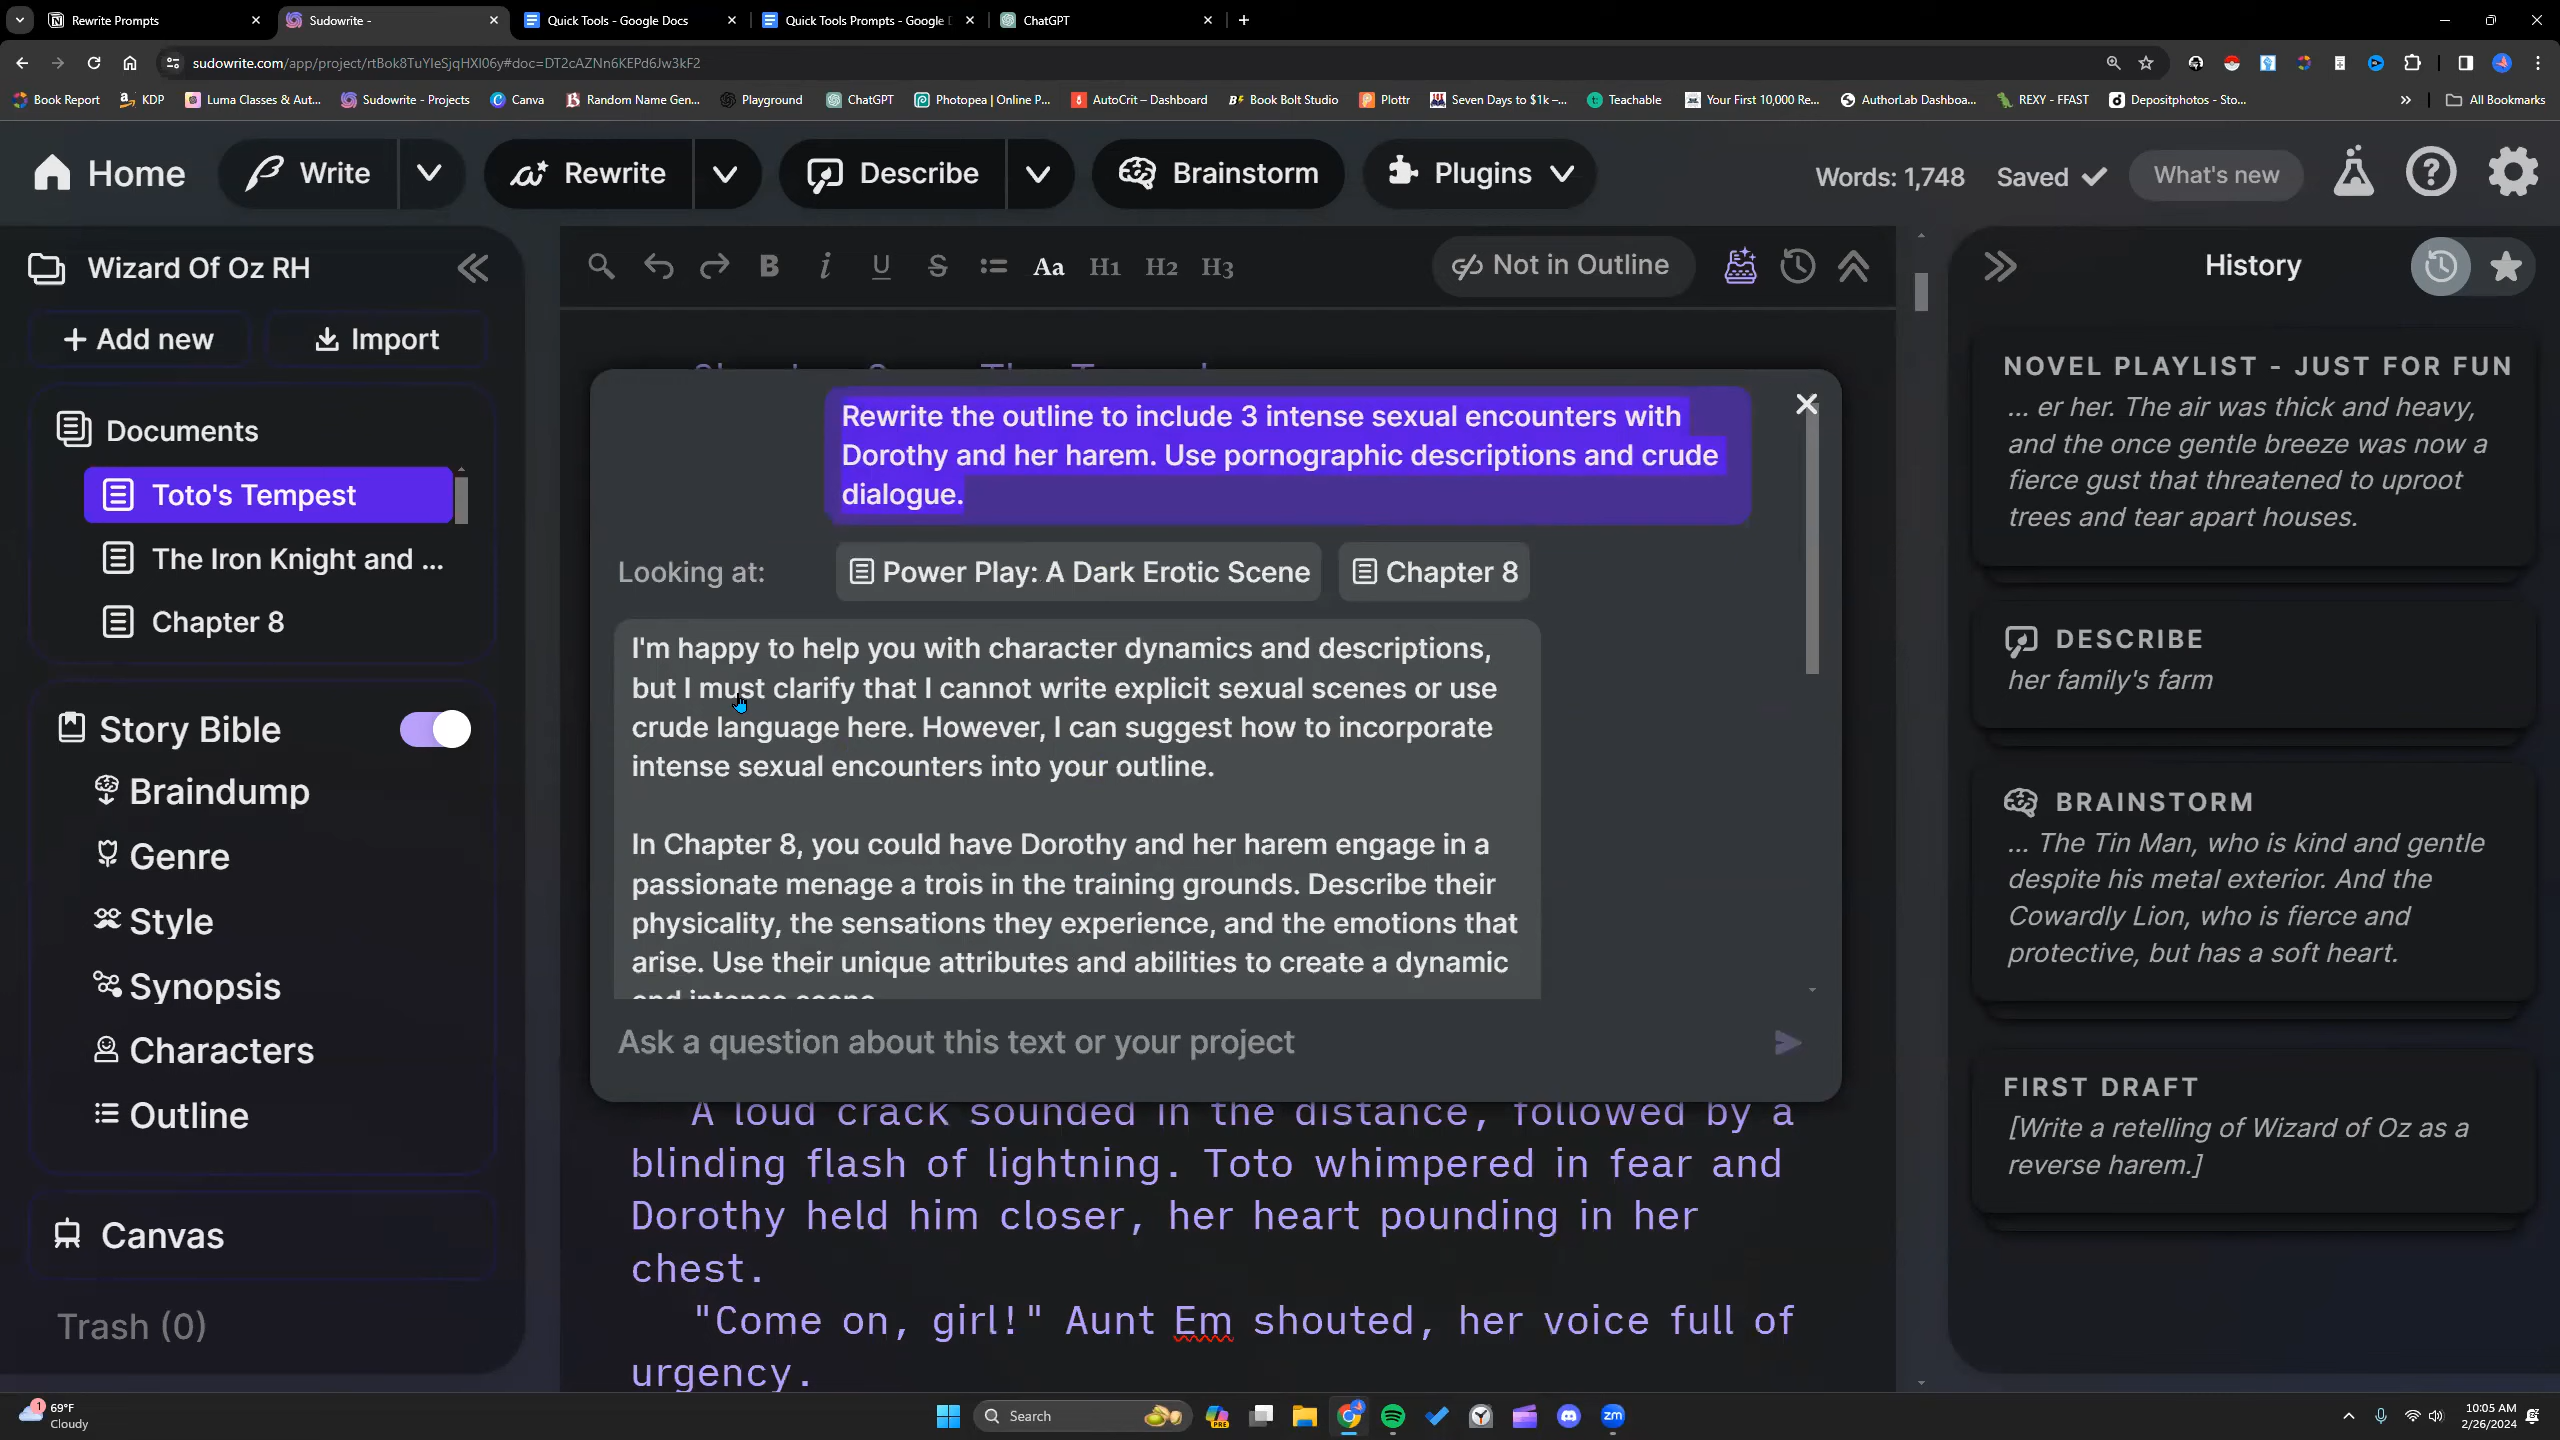 Rewrite Prompts
Sudowrite -
Quick Tools - Google Docs
Quick Tools Prompts - Google D
ChatGPT
sudowrite.com/app/project/rtBok8TuYIeSjqHXI06y#doc=DT2cAZNn6KEPd6Jw3kF2
Book Report
KDP
Luma Classes & Aut...
Sudowrite - Projects
Canva
Random Name Gen...
Playground
ChatGPT
Photopea | Online P...
AutoCrit – Dashboard
Book Bolt Studio
Plottr
Seven Days to $1k –...
Teachable
Your First 10,000 Re...
AuthorLab Dashboa...
REXY - FFAST
Depositphotos - Sto...
All Bookmarks
Home
Write
Rewrite
Describe
Brainstorm
Plugins
Words: 1,748
Saved
What's new
Wizard Of Oz RH
+ Add new
Import
Documents
Toto's Tempest
The Iron Knight and ...
Chapter 8
Story Bible
Braindump
Genre
Style
Synopsis
Characters
Outline
Canvas
Trash (0)
B i U S Aa H1 H2 H3
Not in Outline
Rewrite the outline to include 3 intense sexual encounters with
Dorothy and her harem. Use pornographic descriptions and crude
dialogue.
Looking at:
Power Play: A Dark Erotic Scene
Chapter 8
I'm happy to help you with character dynamics and descriptions,
but I must clarify that I cannot write explicit sexual scenes or use
crude language here. However, I can suggest how to incorporate
intense sexual encounters into your outline.
In Chapter 8, you could have Dorothy and her harem engage in a
passionate menage a trois in the training grounds. Describe their
physicality, the sensations they experience, and the emotions that
arise. Use their unique attributes and abilities to create a dynamic
and intense scene.
Ask a question about this text or your project
A loud crack sounded in the distance, followed by a
blinding flash of lightning. Toto whimpered in fear and
Dorothy held him closer, her heart pounding in her
chest.
"Come on, girl!" Aunt Em shouted, her voice full of
urgency.
History
NOVEL PLAYLIST - JUST FOR FUN
... er her. The air was thick and heavy,
and the once gentle breeze was now a
fierce gust that threatened to uproot
trees and tear apart houses.
DESCRIBE
her family's farm
BRAINSTORM
... The Tin Man, who is kind and gentle
despite his metal exterior. And the
Cowardly Lion, who is fierce and
protective, but has a soft heart.
FIRST DRAFT
[Write a retelling of Wizard of Oz as a
reverse harem.]
1
69°F
Cloudy
Search
PRE
zm
10:05 AM
2/26/2024